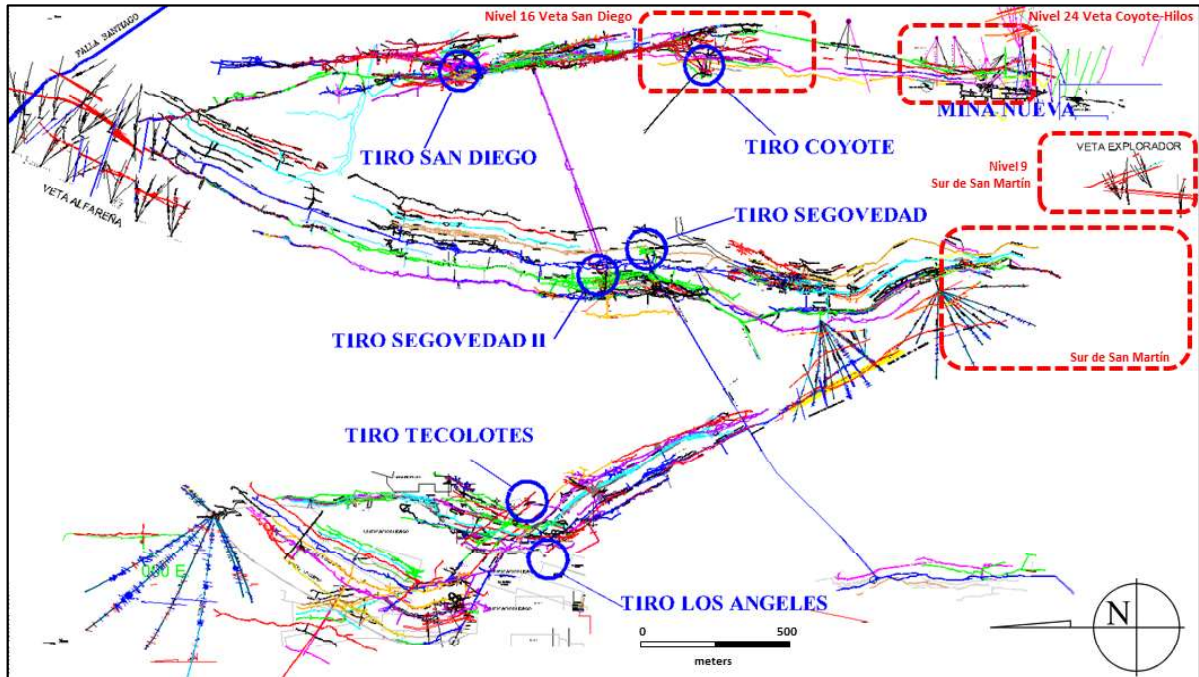 Nivel 16 Veta San Diego
Nivel 24 Veta Coyote-Hilos
FALLA SANTIAGO
MINA NUEVA
TIRO SAN DIEGO
TIRO COYOTE
VETA EXPLORADOR
Nivel 9
Sur de San Martín
VETA ALFAREÑA
TIRO SEGOVEDAD
TIRO SEGOVEDAD II
Sur de San Martín
TIRO TECOLOTES
TIRO LOS ANGELES
0 500
meters
N